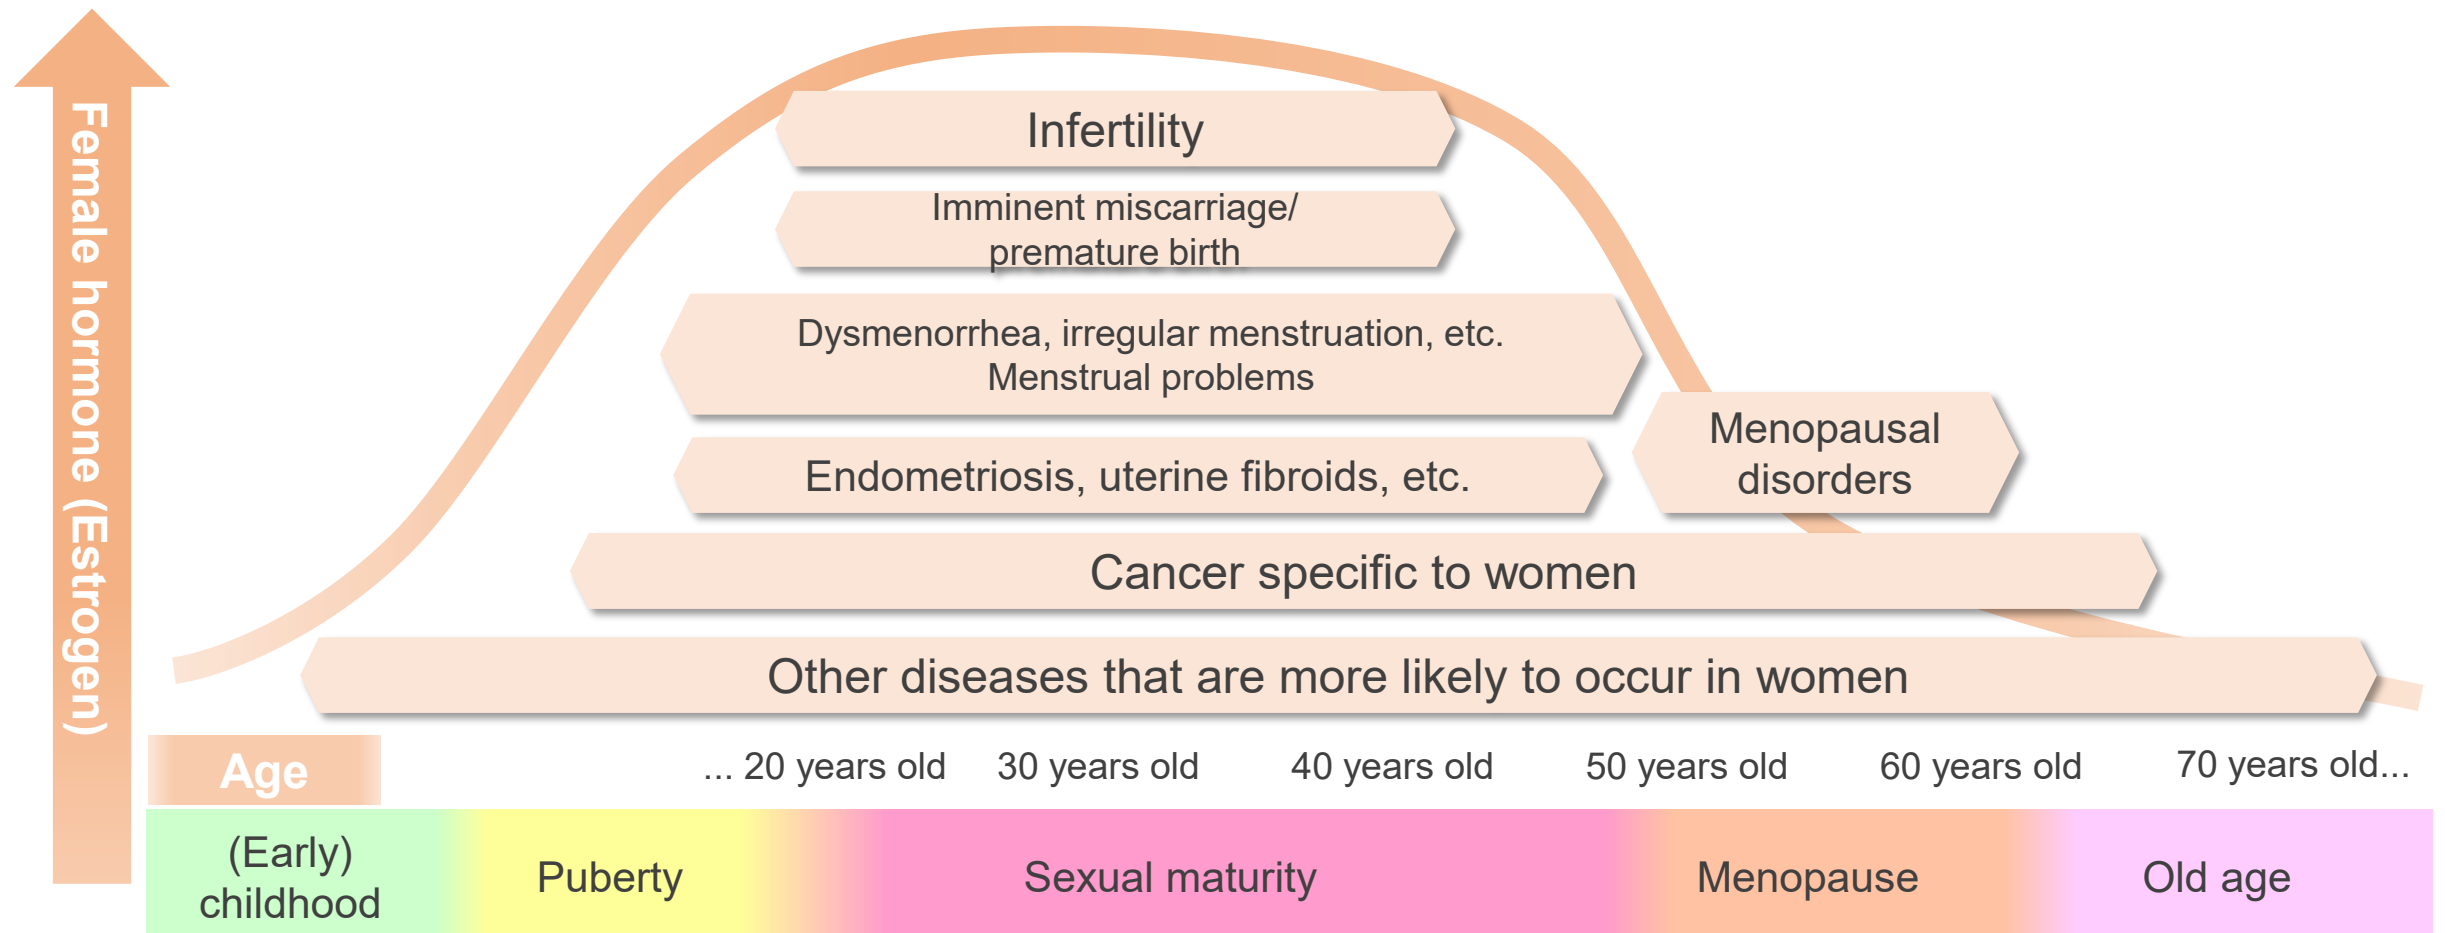 Female hormone (Estrogen)
Infertility
Imminent miscarriage/
premature birth
Dysmenorrhea, irregular menstruation, etc.
Menstrual problems
Menopausal
disorders
Endometriosis, uterine fibroids, etc.
Cancer specific to women
Other diseases that are more likely to occur in women
Age
... 20 years old
30 years old
40 years old
50 years old
60 years old
70 years old...
(Early)
childhood
Puberty
Sexual maturity
Menopause
Old age